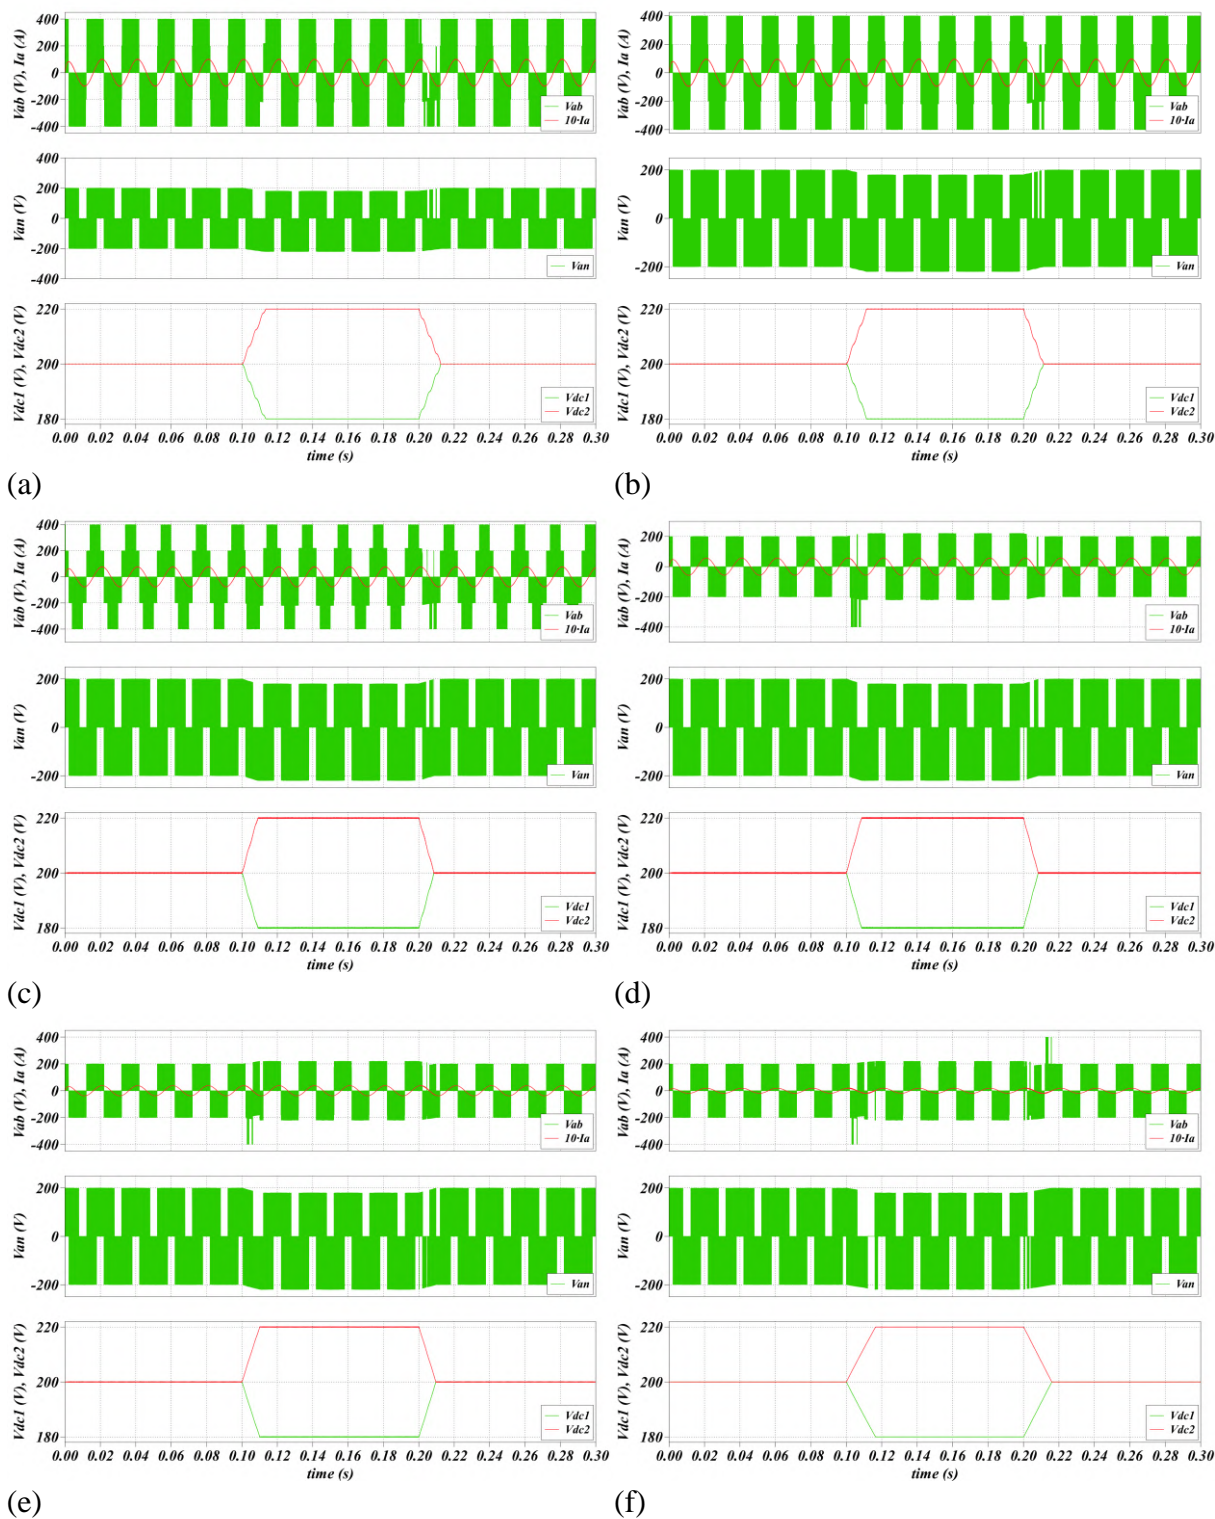 400
200
0
-200
-400
Vab (V), Ia (A)
Vab
10·Ia
400
200
0
-200
-400
Van (V)
Van
220
200
180
Vdc1 (V), Vdc2 (V)
Vdc1
Vdc2
0.00 0.02 0.04 0.06 0.08 0.10 0.12 0.14 0.16 0.18 0.20 0.22 0.24 0.26 0.28 0.30
time (s)
(a)
400
200
0
-200
-400
Vab (V), Ia (A)
Vab
10·Ia
200
0
-200
Van (V)
Van
220
200
180
Vdc1 (V), Vdc2 (V)
Vdc1
Vdc2
0.00 0.02 0.04 0.06 0.08 0.10 0.12 0.14 0.16 0.18 0.20 0.22 0.24 0.26 0.28 0.30
time (s)
(b)
400
200
0
-200
-400
Vab (V), Ia (A)
Vab
10·Ia
200
0
-200
Van (V)
Van
220
200
180
Vdc1 (V), Vdc2 (V)
Vdc1
Vdc2
0.00 0.02 0.04 0.06 0.08 0.10 0.12 0.14 0.16 0.18 0.20 0.22 0.24 0.26 0.28 0.30
time (s)
(c)
200
0
-200
-400
Vab (V), Ia (A)
Vab
10·Ia
200
0
-200
Van (V)
Van
220
200
180
Vdc1 (V), Vdc2 (V)
Vdc1
Vdc2
0.00 0.02 0.04 0.06 0.08 0.10 0.12 0.14 0.16 0.18 0.20 0.22 0.24 0.26 0.28 0.30
time (s)
(d)
400
200
0
-200
-400
Vab (V), Ia (A)
Vab
10·Ia
200
0
-200
Van (V)
Van
220
200
180
Vdc1 (V), Vdc2 (V)
Vdc1
Vdc2
0.00 0.02 0.04 0.06 0.08 0.10 0.12 0.14 0.16 0.18 0.20 0.22 0.24 0.26 0.28 0.30
time (s)
(e)
400
200
0
-200
-400
Vab (V), Ia (A)
Vab
10·Ia
200
0
-200
Van (V)
Van
220
200
180
Vdc1 (V), Vdc2 (V)
Vdc1
Vdc2
0.00 0.02 0.04 0.06 0.08 0.10 0.12 0.14 0.16 0.18 0.20 0.22 0.24 0.26 0.28 0.30
time (s)
(f)